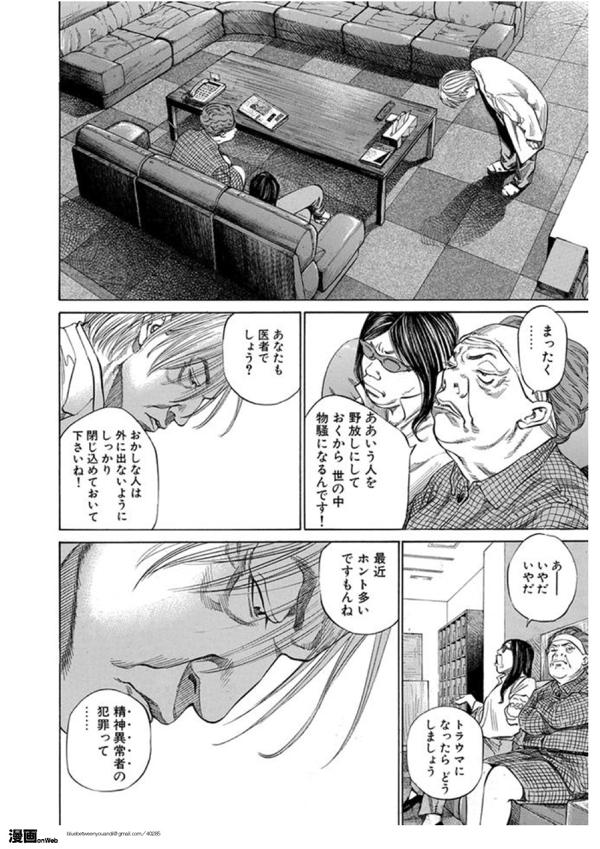 まったく
……
ああいう人を
野放しにして
おくから 世の中
物騒になるんです!
あなたも
医者で
しょう?
おかしな人は
外に出ないように
しっかり
閉じ込めておいて
下さいね!
あ――
いやだ
いやだ
トラウマに
なったら どう
しましょう
最近
ホント多い
ですもんね
精神異常者の
犯罪って
……
漫画 on Web
bluebetweenyouandi@gmail.com/40285